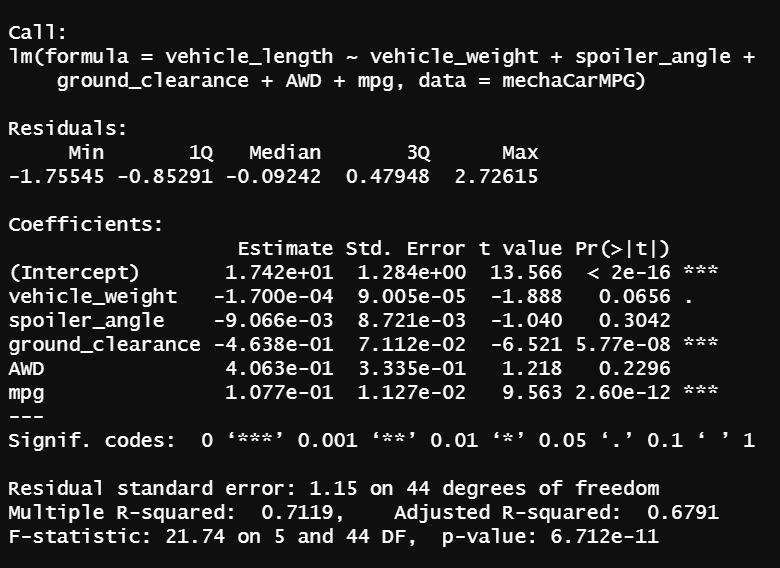 Call:
lm(formula = vehicle_length ~ vehicle_weight + spoiler_angle +
    ground_clearance + AWD + mpg, data = mechaCarMPG)

Residuals:
     Min       1Q   Median       3Q      Max
-1.75545 -0.85291 -0.09242  0.47948  2.72615

Coefficients:
                   Estimate Std. Error t value Pr(>|t|)
(Intercept)       1.742e+01  1.284e+00  13.566  < 2e-16 ***
vehicle_weight   -1.700e-04  9.005e-05  -1.888   0.0656 .
spoiler_angle    -9.066e-03  8.721e-03  -1.040   0.3042
ground_clearance -4.638e-01  7.112e-02  -6.521 5.77e-08 ***
AWD               4.063e-01  3.335e-01   1.218   0.2296
mpg               1.077e-01  1.127e-02   9.563 2.60e-12 ***
---
Signif. codes:  0 ‘***’ 0.001 ‘**’ 0.01 ‘*’ 0.05 ‘.’ 0.1 ‘ ’ 1

Residual standard error: 1.15 on 44 degrees of freedom
Multiple R-squared:  0.7119,    Adjusted R-squared:  0.6791
F-statistic: 21.74 on 5 and 44 DF,  p-value: 6.712e-11